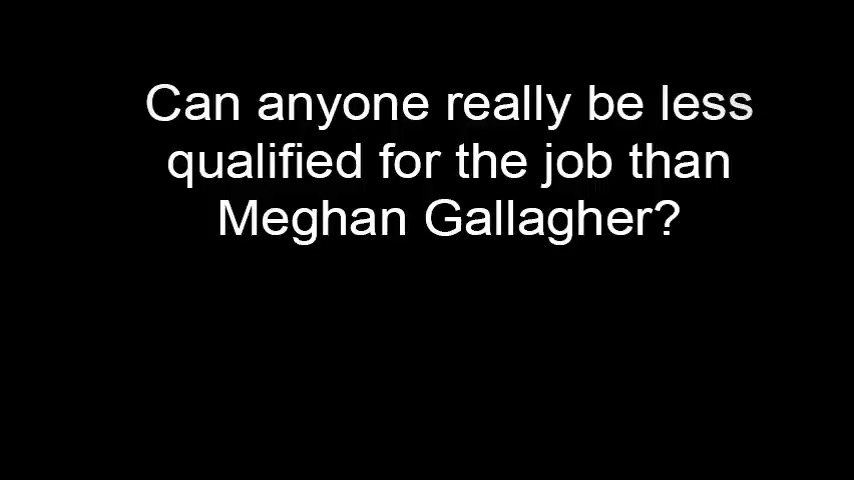 Can anyone really be less
qualified for the job than
Meghan Gallagher?